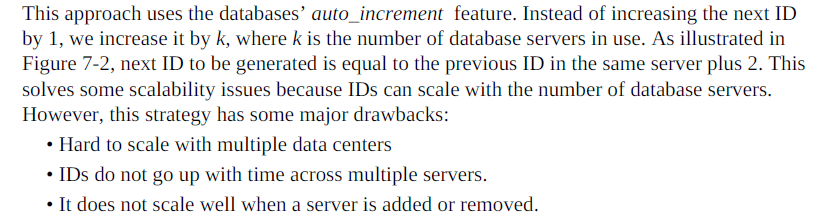 This approach uses the databases’ auto_increment feature. Instead of increasing the next ID
by 1, we increase it by k, where k is the number of database servers in use. As illustrated in
Figure 7-2, next ID to be generated is equal to the previous ID in the same server plus 2. This
solves some scalability issues because IDs can scale with the number of database servers.
However, this strategy has some major drawbacks:
• Hard to scale with multiple data centers
• IDs do not go up with time across multiple servers.
• It does not scale well when a server is added or removed.